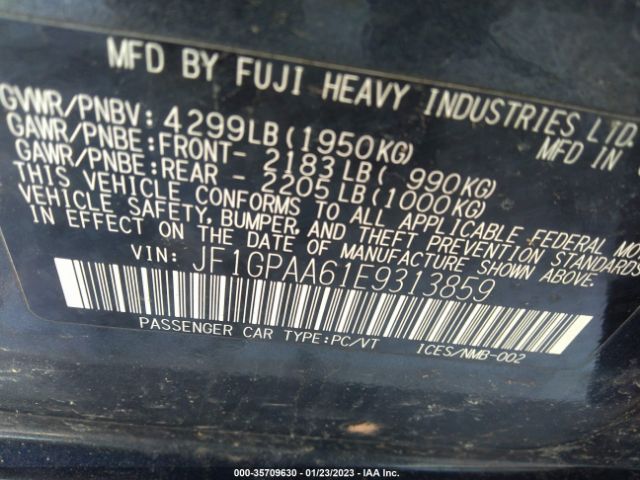 MFD BY FUJI HEAVY INDUSTRIES LTD.
GVWR/PNBV: 4299LB(1950KG) MFD IN
GAWR/PNBE:FRONT- 2183LB( 990KG)
GAWR/PNBE:REAR - 2205LB(1000KG)
THIS VEHICLE CONFORMS TO ALL APPLICABLE FEDERAL MO
VEHICLE SAFETY, BUMPER, AND THEFT PREVENTION STANDARDS
IN EFFECT ON THE DATE OF MANUFACTURE SHOWN ABOVE.
VIN: JF1GPAA61E9313859
PASSENGER CAR TYPE:PC/VT ICES/NMB-002
000-35709630 - 01/23/2023 - IAA Inc.